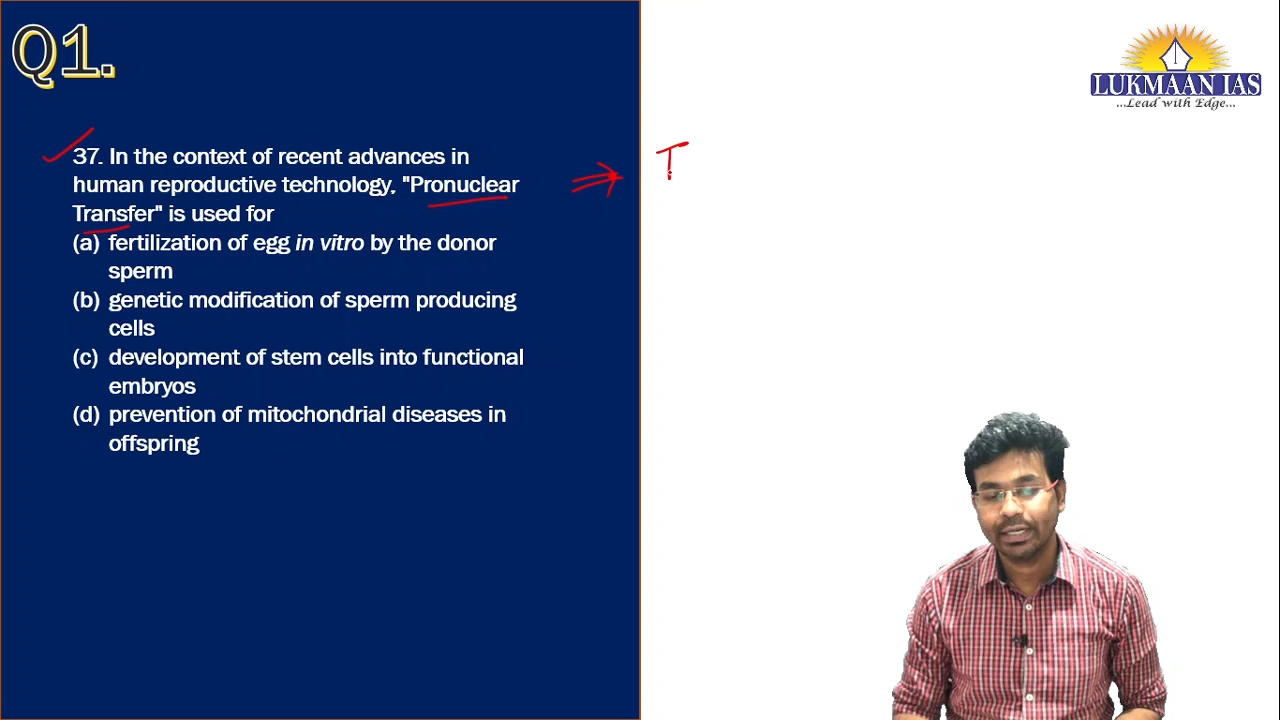 Q1.
37. In the context of recent advances in
human reproductive technology, "Pronuclear
Transfer" is used for
(a) fertilization of egg in vitro by the donor
sperm
(b) genetic modification of sperm producing
cells
(c) development of stem cells into functional
embryos
(d) prevention of mitochondrial diseases in
offspring
T
LUKMAAN IAS
...Lead with Edge...